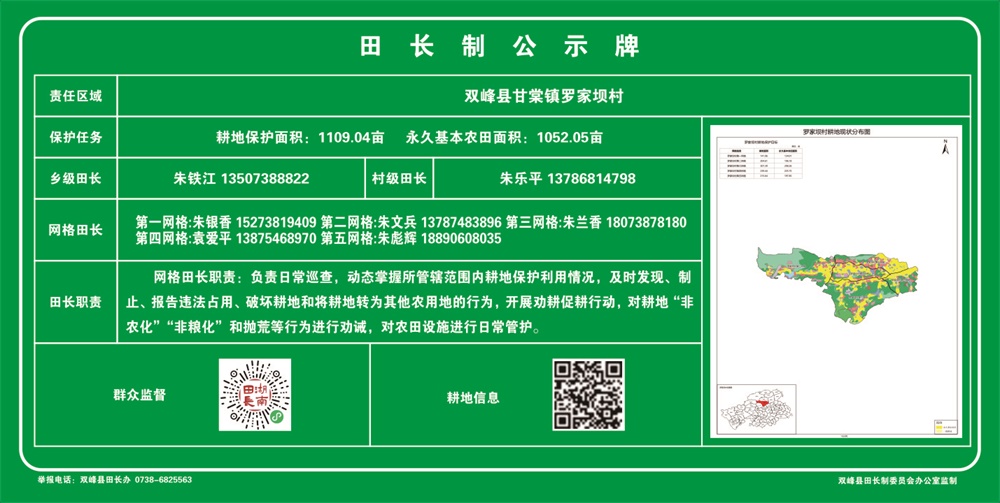 田长制公示牌
责任区域
双峰县甘棠镇罗家坝村
保护任务
耕地保护面积：1109.04亩 永久基本农田面积：1052.05亩
乡级田长
朱铁江 13507388822
村级田长
朱乐平 13786814798
网格田长
第一网格:朱银香 15273819409 第二网格:朱文兵 13787483896 第三网格:朱兰香 18073878180
第四网格:袁爱平 13875468970 第五网格:朱彪辉 18890608035
田长职责
网格田长职责：负责日常巡查，动态掌握所管辖范围内耕地保护利用情况，及时发现、制
止、报告违法占用、破坏耕地和将耕地转为其他农用地的行为，开展劝耕促耕行动，对耕地“非
农化”“非粮化”和抛荒等行为进行劝诫，对农田设施进行日常管护。
群众监督
湖南田长
耕地信息
罗家坝村耕地现状分布图
N
举报电话：双峰县田长办 0738-6825563
双峰县田长制委员会办公室监制